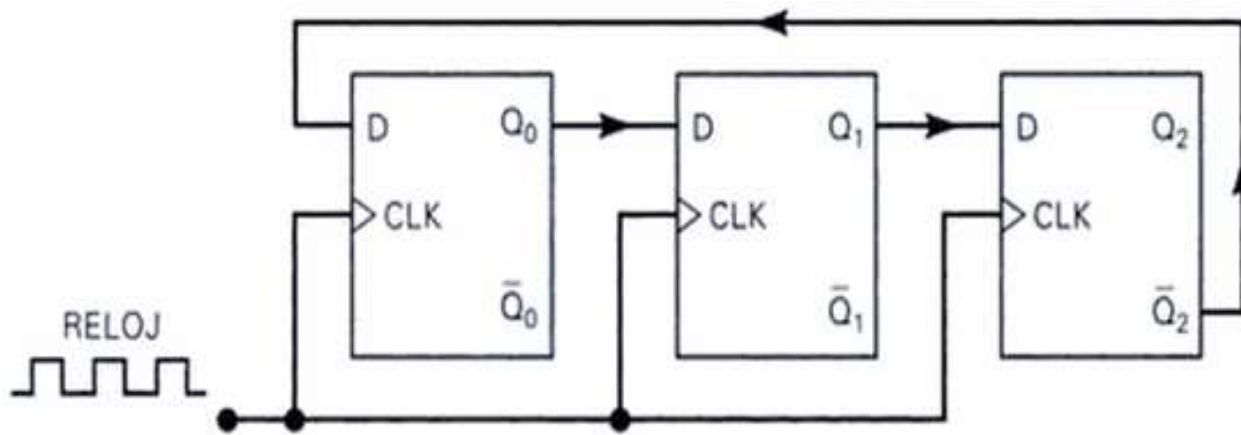 D Q₀ D Q₁ D Q₂
CLK CLK CLK
Q̅₀ Q̅₁ Q̅₂
RELOJ